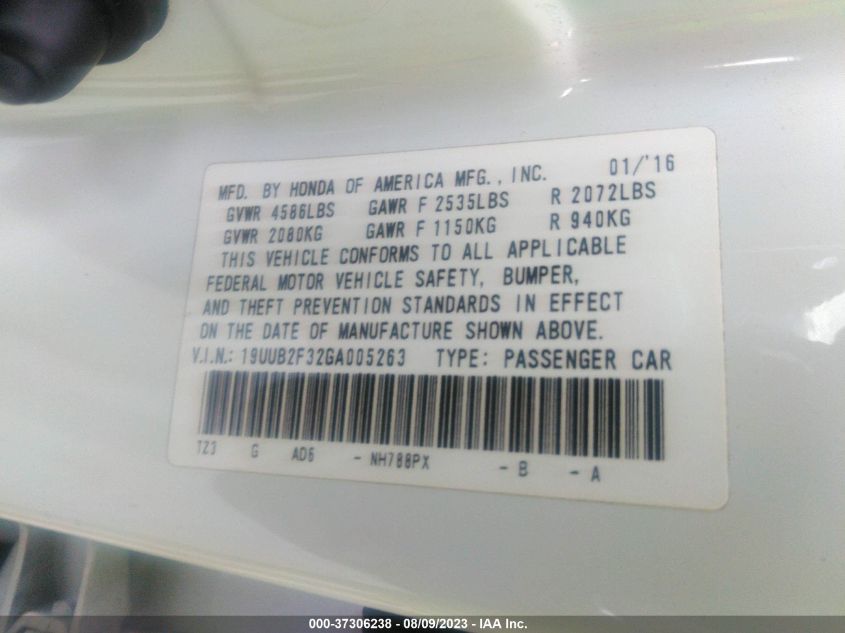 MFD. BY HONDA OF AMERICA MFG., INC. 01/'16
GVWR 4586LBS GAWR F 2535LBS R 2072LBS
GVWR 2080KG GAWR F 1150KG R 940KG
THIS VEHICLE CONFORMS TO ALL APPLICABLE
FEDERAL MOTOR VEHICLE SAFETY, BUMPER,
AND THEFT PREVENTION STANDARDS IN EFFECT
ON THE DATE OF MANUFACTURE SHOWN ABOVE.
V.I.N.: 19UUB2F32GA005263 TYPE: PASSENGER CAR
TZ3 G AD6 - NH788PX - B - A
000-37306238 - 08/09/2023 - IAA Inc.